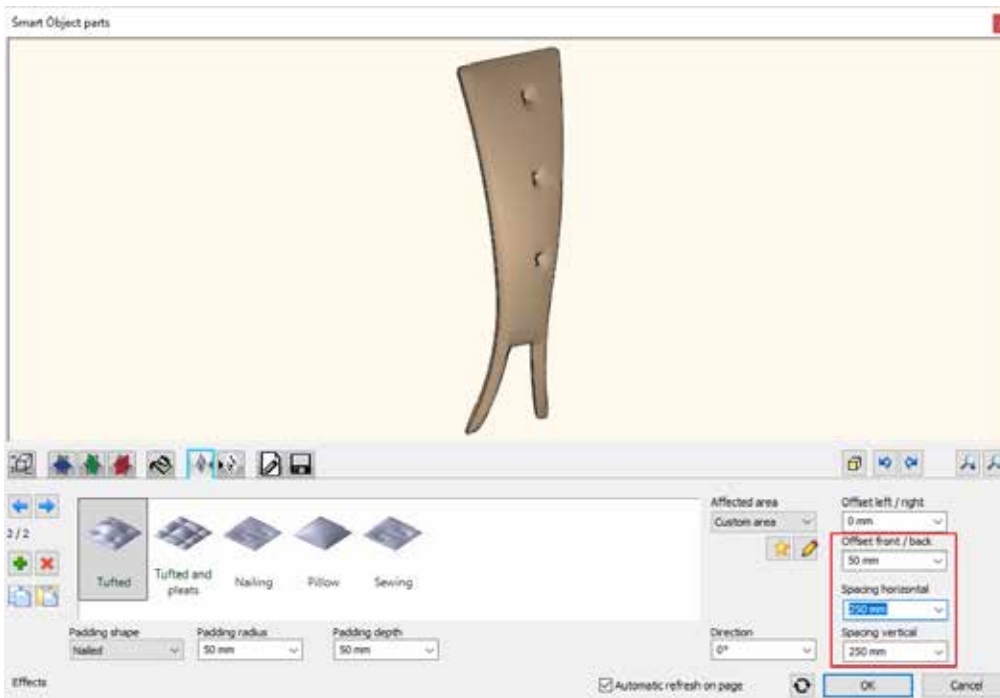 Smart Object parts
2 / 2
Tufted
Tufted and
pleats
Nailing
Pillow
Sewing
Affected area
Custom area
Offset left / right
0 mm
Offset front / back
50 mm
Spacing horizontal
250 mm
Spacing vertical
250 mm
Padding shape
Nailed
Padding radius
50 mm
Padding depth
50 mm
Direction
0°
Effects
Automatic refresh on page
OK
Cancel